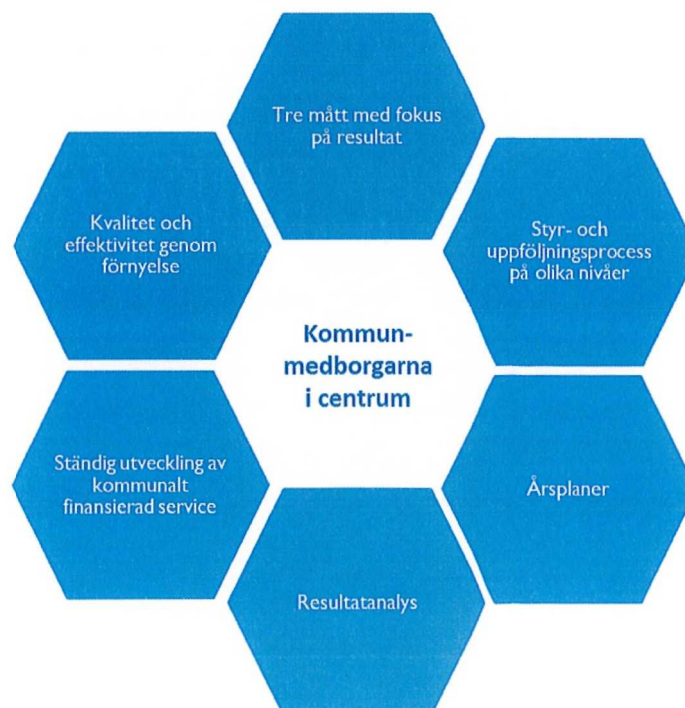 Tre mått med fokus
på resultat
Kvalitet och
effektivitet genom
förnyelse
Styr- och
uppföljningsprocess
på olika nivåer
Kommun-
medborgarna
i centrum
Ständig utveckling av
kommunalt
finansierad service
Årsplaner
Resultatanalys